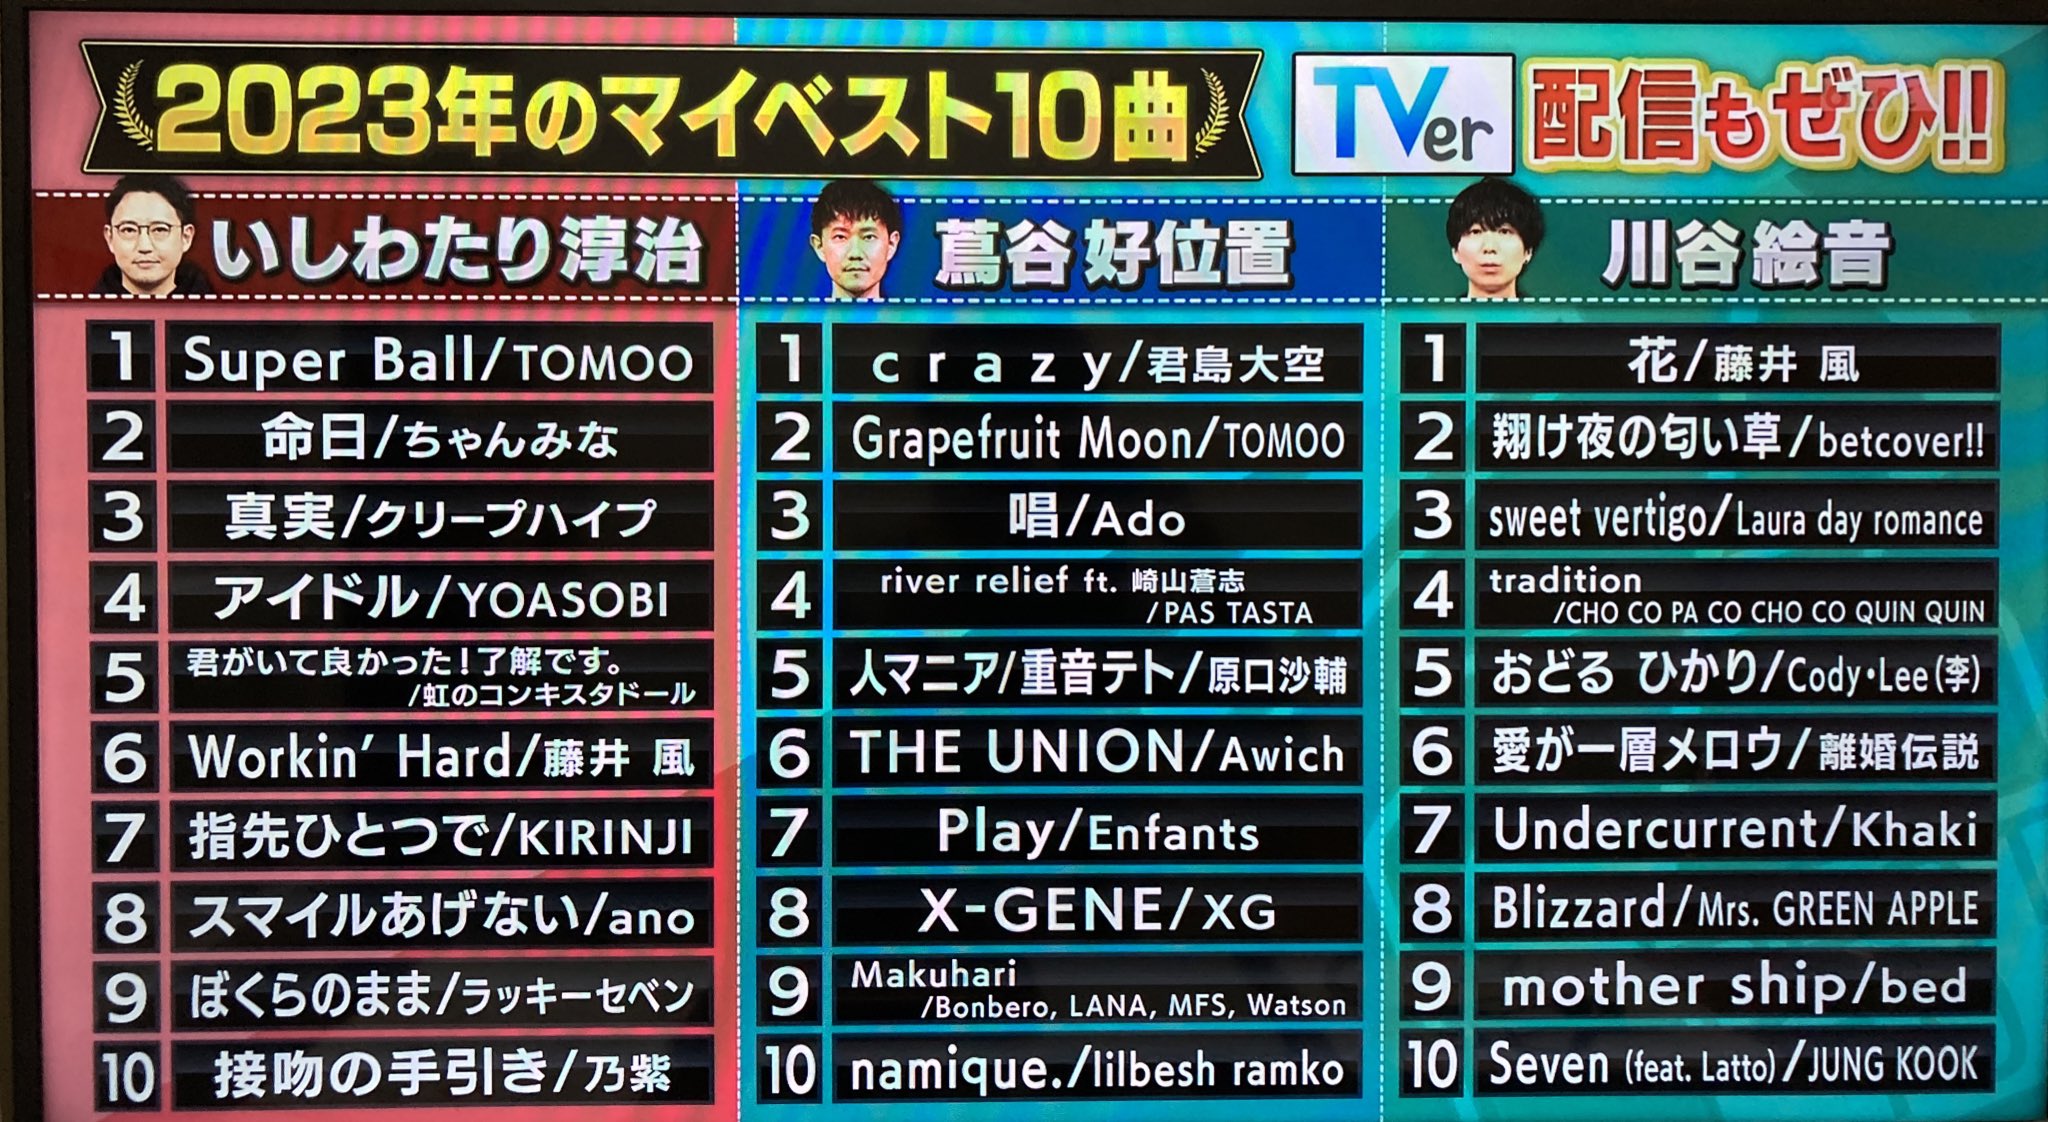 2023年のマイベスト10曲
TVer
配信もぜひ!!
いしわたり淳治
1 Super Ball/TOMOO
2 命日/ちゃんみな
3 真実/クリープハイプ
4 アイドル/YOASOBI
5 君がいて良かった!了解です。
/虹のコンキスタドール
6 Workin' Hard/藤井 風
7 指先ひとつで/KIRINJI
8 スマイルあげない/ano
9 ぼくらのまま/ラッキーセベン
10 接吻の手引き/乃紫
蔦谷好位置
1 crazy/君島大空
2 Grapefruit Moon/TOMOO
3 唱/Ado
4 river relief ft. 崎山蒼志
/PAS TASTA
5 人マニア/重音テト/原口沙輔
6 THE UNION/Awich
7 Play/Enfants
8 X-GENE/XG
9 Makuhari
/Bonbero, LANA, MFS, Watson
10 namique./lilbesh ramko
川谷絵音
1 花/藤井 風
2 翔け夜の匂い草/betcover!!
3 sweet vertigo/Laura day romance
4 tradition
/CHO CO PA CO CHO CO QUIN QUIN
5 おどる ひかり/Cody・Lee(李)
6 愛が一層メロウ/離婚伝説
7 Undercurrent/Khaki
8 Blizzard/Mrs. GREEN APPLE
9 mother ship/bed
10 Seven (feat. Latto)/JUNG KOOK